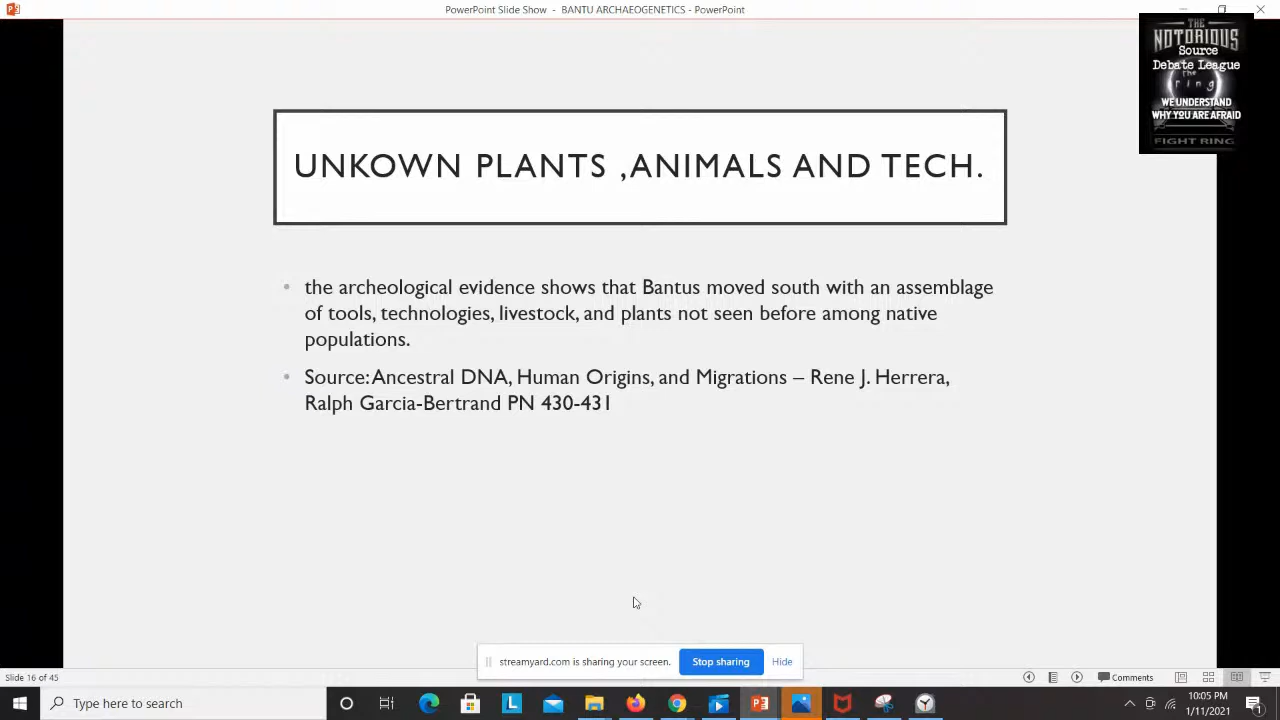 PowerPoint Slide Show - BANTU ARCHAEOGENETICS - PowerPoint
THE
NOTORIOUS
Source
Debate League
the
ring
WE UNDERSTAND
WHY YOU ARE AFRAID
FIGHT RING
UNKOWN PLANTS ,ANIMALS AND TECH.
• the archeological evidence shows that Bantus moved south with an assemblage
of tools, technologies, livestock, and plants not seen before among native
populations.
• Source: Ancestral DNA, Human Origins, and Migrations – Rene J. Herrera,
Ralph Garcia-Bertrand PN 430-431
streamyard.com is sharing your screen.
Stop sharing
Hide
Slide 16 of 45
Comments
Type here to search
10:05 PM
1/11/2021